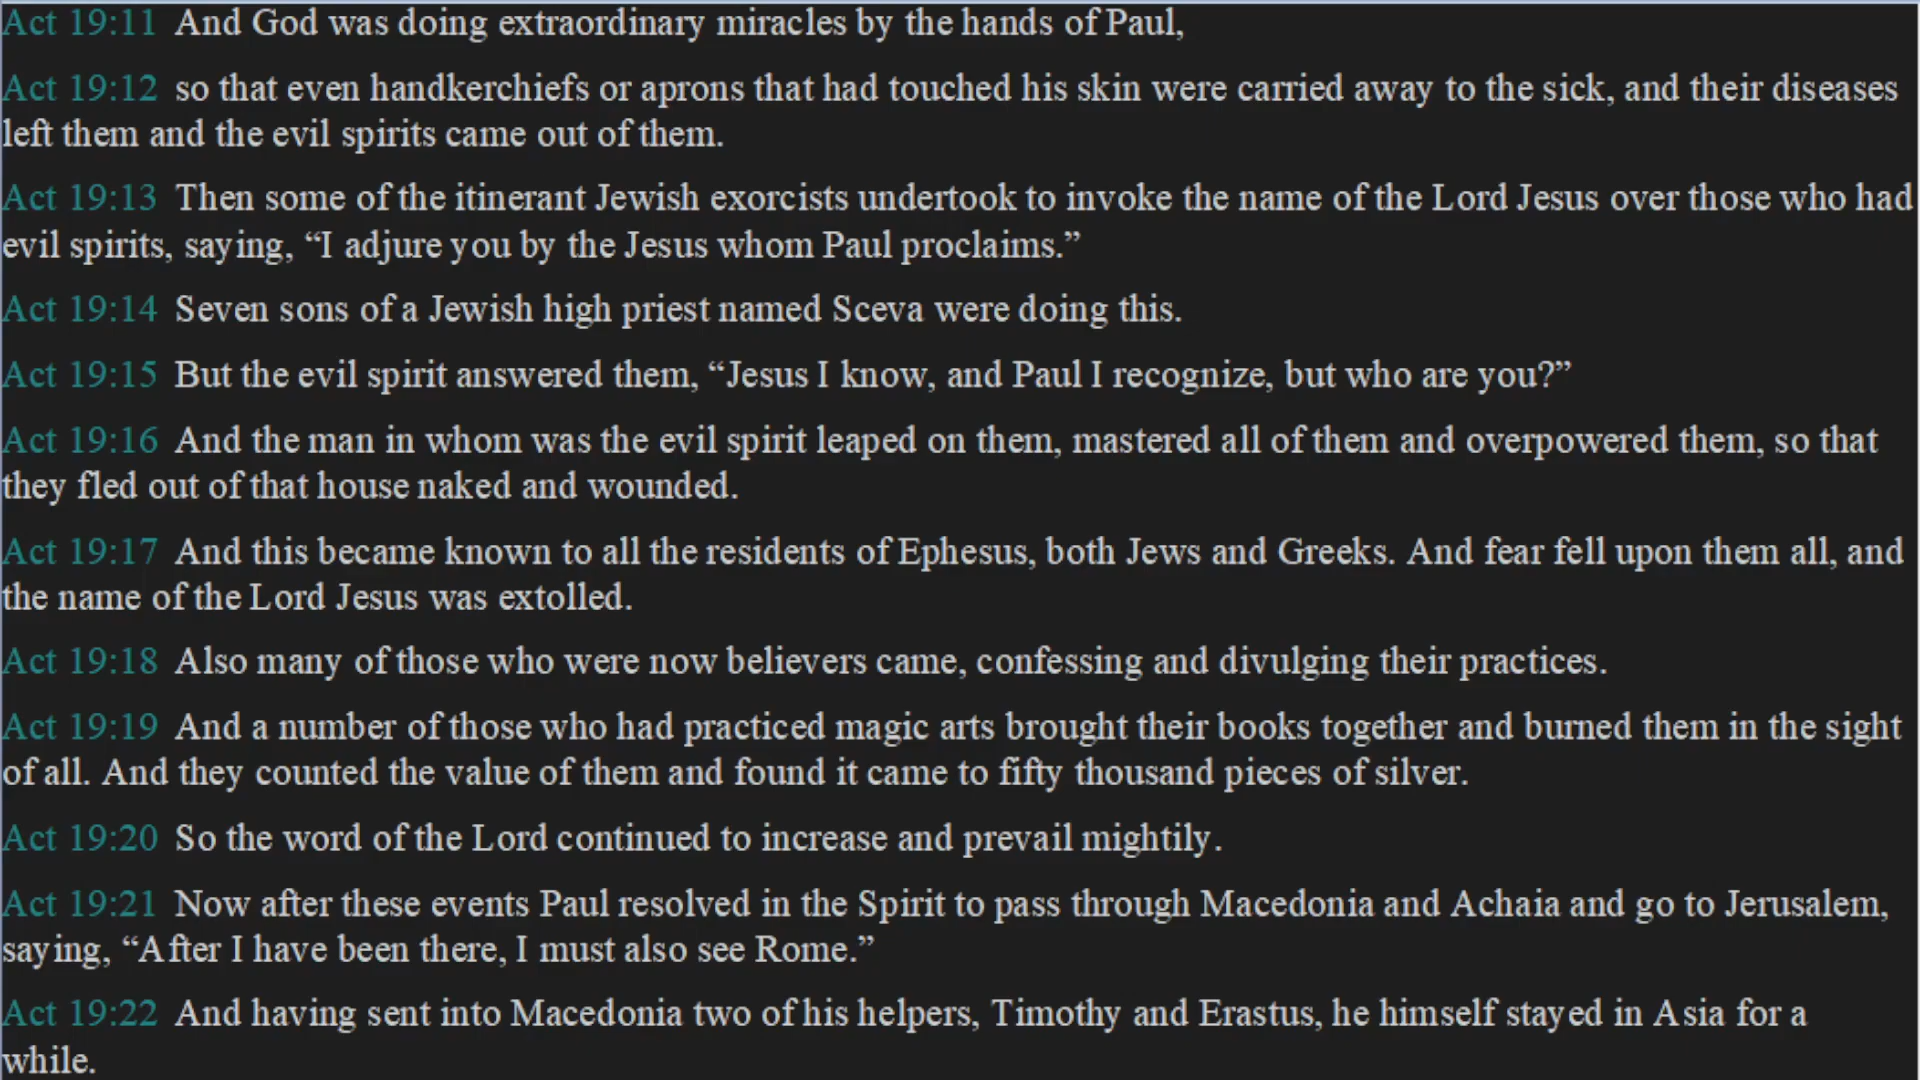 Act 19:11 And God was doing extraordinary miracles by the hands of Paul,
Act 19:12 so that even handkerchiefs or aprons that had touched his skin were carried away to the sick, and their diseases
left them and the evil spirits came out of them.
Act 19:13 Then some of the itinerant Jewish exorcists undertook to invoke the name of the Lord Jesus over those who had
evil spirits, saying, “I adjure you by the Jesus whom Paul proclaims.”
Act 19:14 Seven sons of a Jewish high priest named Sceva were doing this.
Act 19:15 But the evil spirit answered them, “Jesus I know, and Paul I recognize, but who are you?”
Act 19:16 And the man in whom was the evil spirit leaped on them, mastered all of them and overpowered them, so that
they fled out of that house naked and wounded.
Act 19:17 And this became known to all the residents of Ephesus, both Jews and Greeks. And fear fell upon them all, and
the name of the Lord Jesus was extolled.
Act 19:18 Also many of those who were now believers came, confessing and divulging their practices.
Act 19:19 And a number of those who had practiced magic arts brought their books together and burned them in the sight
of all. And they counted the value of them and found it came to fifty thousand pieces of silver.
Act 19:20 So the word of the Lord continued to increase and prevail mightily.
Act 19:21 Now after these events Paul resolved in the Spirit to pass through Macedonia and Achaia and go to Jerusalem,
saying, “After I have been there, I must also see Rome.”
Act 19:22 And having sent into Macedonia two of his helpers, Timothy and Erastus, he himself stayed in Asia for a
while.